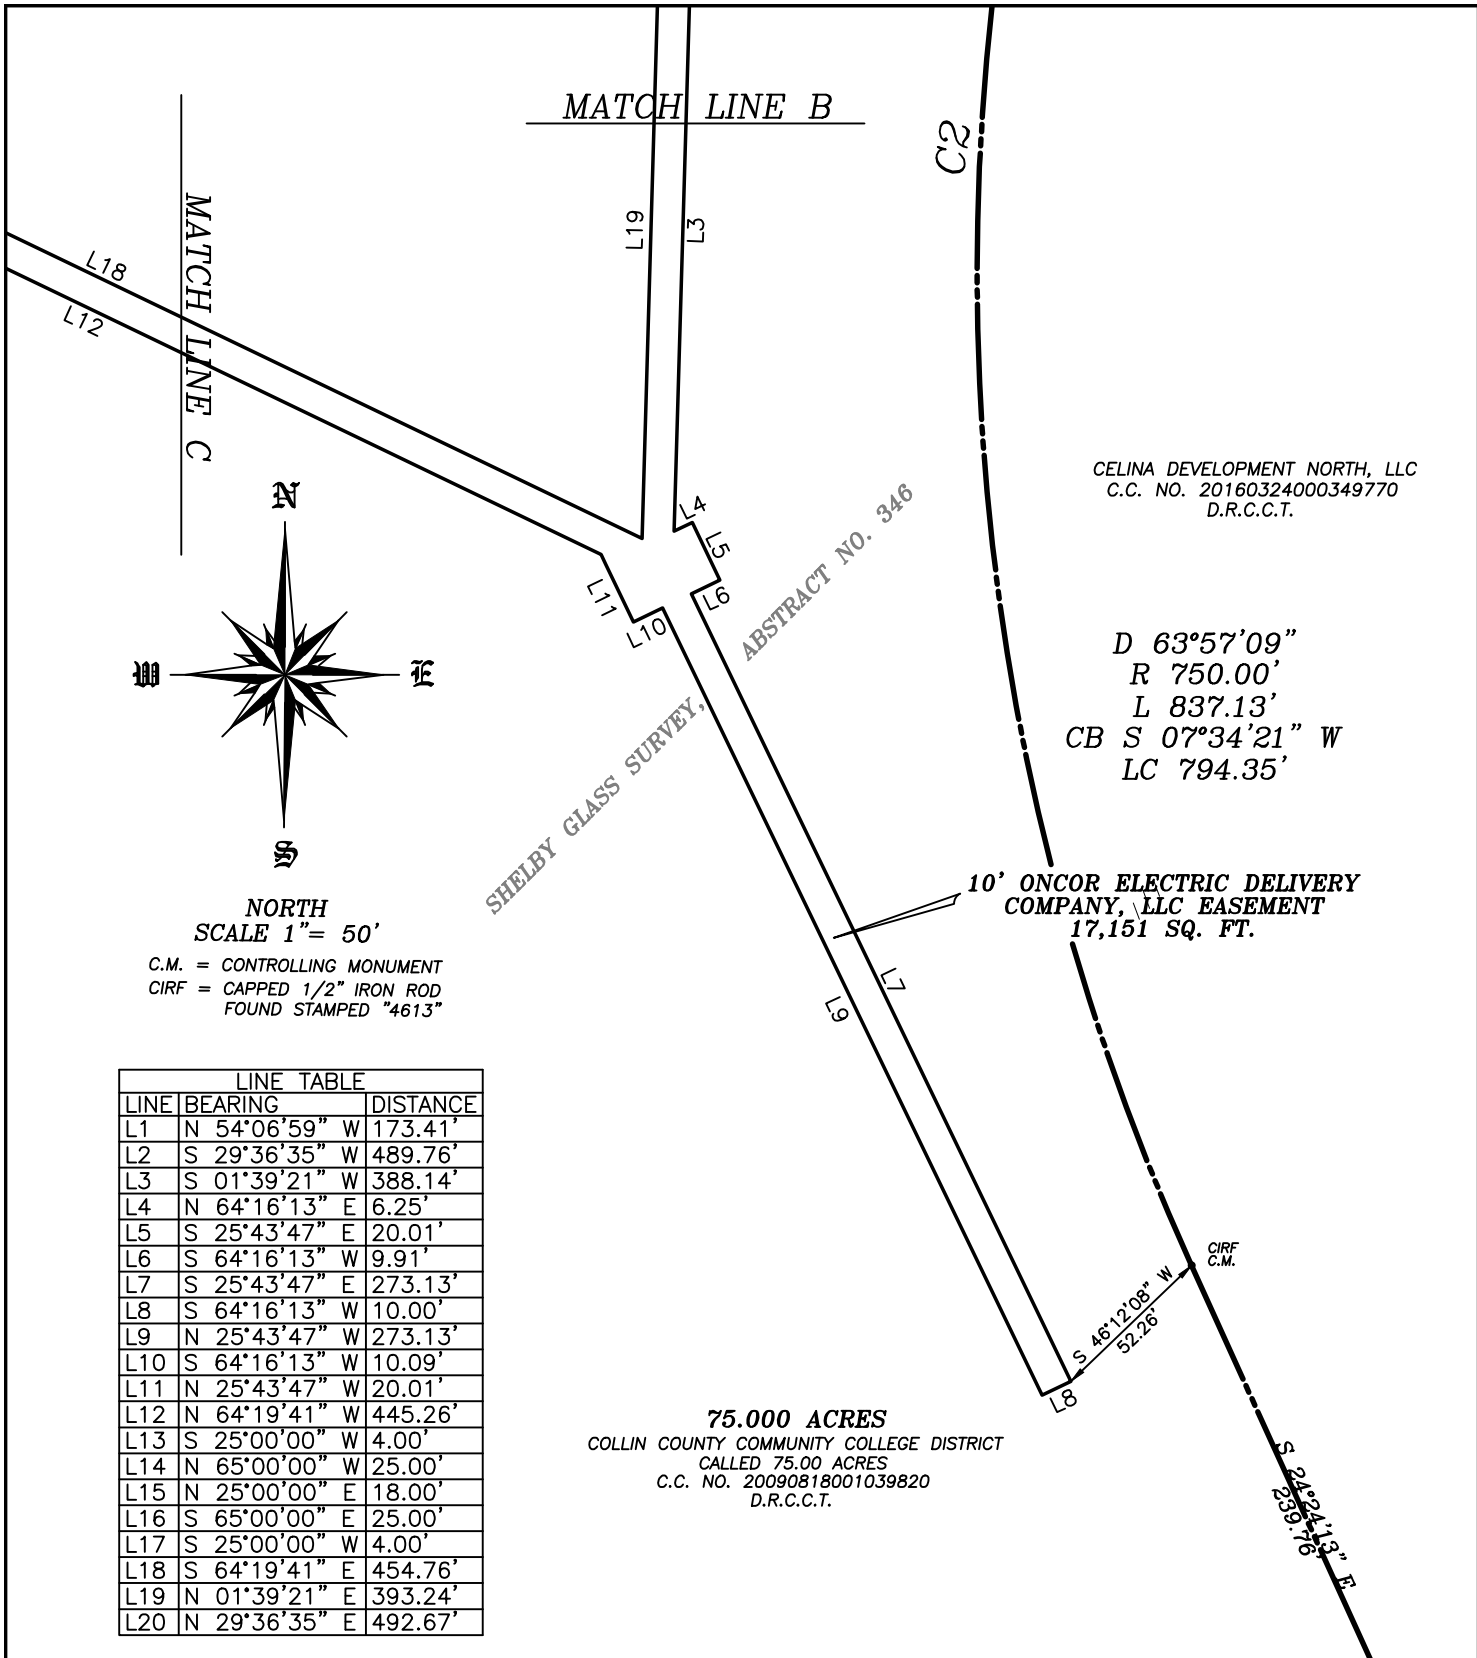 MATCH LINE B
C2
MATCH LINE C
L19
L3
L18
L12
L4
L5
L6
L11
L10
N
W
E
S
CELINA DEVELOPMENT NORTH, LLC
C.C. NO. 20160324000349770
D.R.C.C.T.
SHELBY GLASS SURVEY, ABSTRACT NO. 346
D 63°57'09"
R 750.00'
L 837.13'
CB S 07°34'21" W
LC 794.35'
10' ONCOR ELECTRIC DELIVERY
COMPANY, LLC EASEMENT
17,151 SQ. FT.
NORTH
SCALE 1"= 50'
C.M. = CONTROLLING MONUMENT
CIRF = CAPPED 1/2" IRON ROD
FOUND STAMPED "4613"
L7
L9
LINE TABLE
LINE BEARING DISTANCE
L1 N 54°06'59" W 173.41'
L2 S 29°36'35" W 489.76'
L3 S 01°39'21" W 388.14'
L4 N 64°16'13" E 6.25'
L5 S 25°43'47" E 20.01'
L6 S 64°16'13" W 9.91'
L7 S 25°43'47" E 273.13'
L8 S 64°16'13" W 10.00'
L9 N 25°43'47" W 273.13'
L10 S 64°16'13" W 10.09'
L11 N 25°43'47" W 20.01'
L12 N 64°19'41" W 445.26'
L13 S 25°00'00" W 4.00'
L14 N 65°00'00" W 25.00'
L15 N 25°00'00" E 18.00'
L16 S 65°00'00" E 25.00'
L17 S 25°00'00" W 4.00'
L18 S 64°19'41" E 454.76'
L19 N 01°39'21" E 393.24'
L20 N 29°36'35" E 492.67'
CIRF
C.M.
S 46°12'08" W
52.26'
L8
75.000 ACRES
COLLIN COUNTY COMMUNITY COLLEGE DISTRICT
CALLED 75.00 ACRES
C.C. NO. 20090818001039820
D.R.C.C.T.
S 24°24'13" E
239.76'